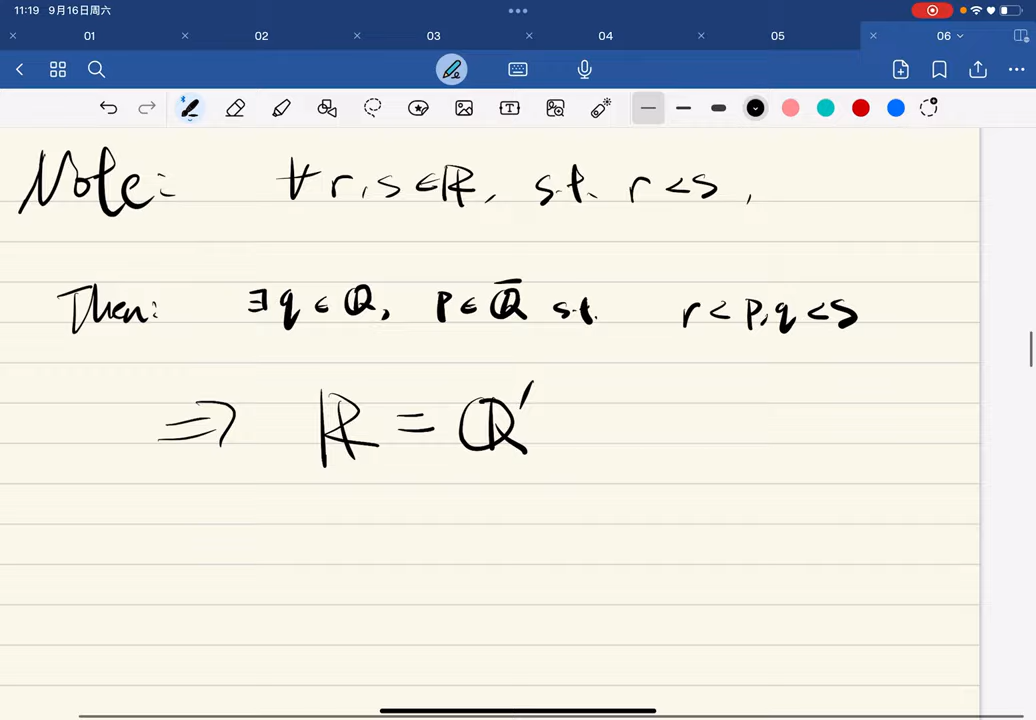 11:19 9月16日周六
01 02 03 04 05 06
Note: ∀ r, s ∈ ℝ, s.t. r < s,
Then: ∃ q ∈ ℚ, p ∈ ℚ̅ s.t. r < p, q < s
⇒ ℝ = ℚ'